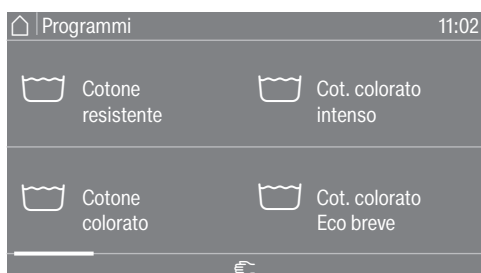 Programmi 11:02
Cotone
resistente
Cot. colorato
intenso
Cotone
colorato
Cot. colorato
Eco breve